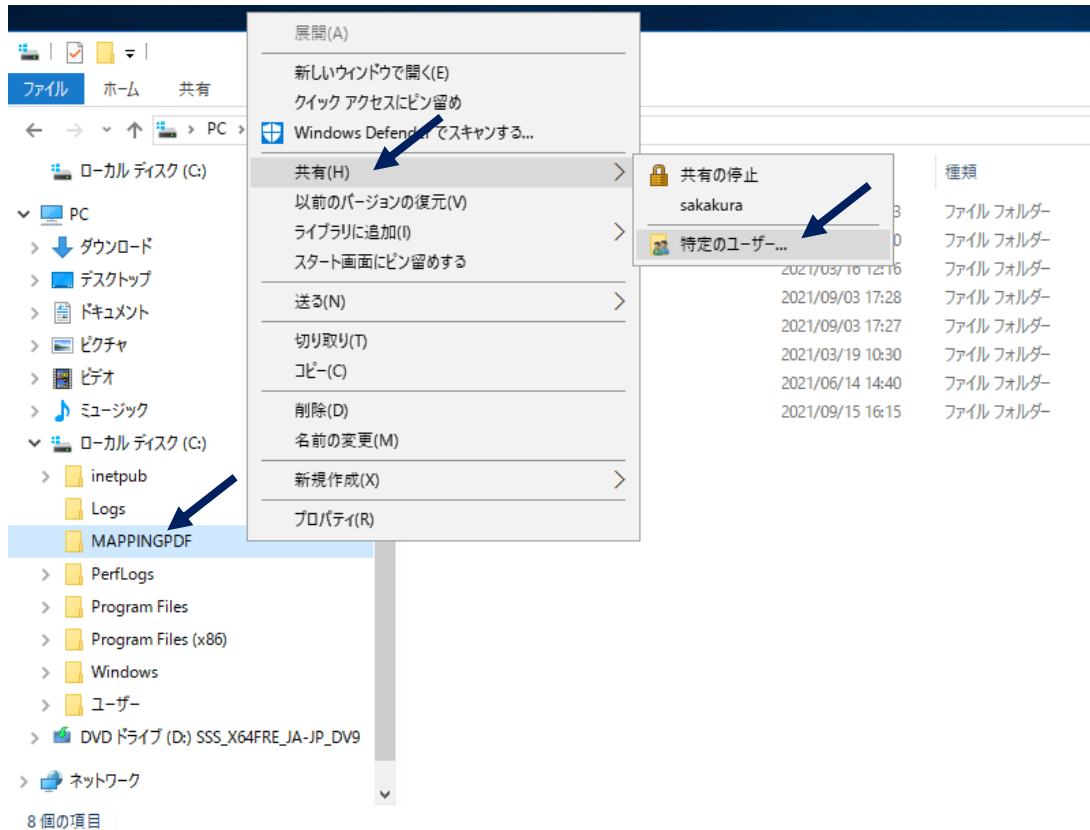 展開(A)
新しいウィンドウで開く(E)
クイック アクセスにピン留め
Windows Defender でスキャンする...
共有(H)
以前のバージョンの復元(V)
ライブラリに追加(I)
スタート画面にピン留めする
送る(N)
切り取り(T)
コピー(C)
削除(D)
名前の変更(M)
新規作成(X)
プロパティ(R)
共有の停止
sakakura
特定のユーザー...
ファイル ホーム 共有
PC
ローカル ディスク (C:)
PC
ダウンロード
デスクトップ
ドキュメント
ピクチャ
ビデオ
ミュージック
ローカル ディスク (C:)
inetpub
Logs
MAPPINGPDF
PerfLogs
Program Files
Program Files (x86)
Windows
ユーザー
DVD ドライブ (D:) SSS_X64FRE_JA-JP_DV9
ネットワーク
8 個の項目
種類
3 ファイル フォルダー
0 ファイル フォルダー
2021/03/16 12:16 ファイル フォルダー
2021/09/03 17:28 ファイル フォルダー
2021/09/03 17:27 ファイル フォルダー
2021/03/19 10:30 ファイル フォルダー
2021/06/14 14:40 ファイル フォルダー
2021/09/15 16:15 ファイル フォルダー